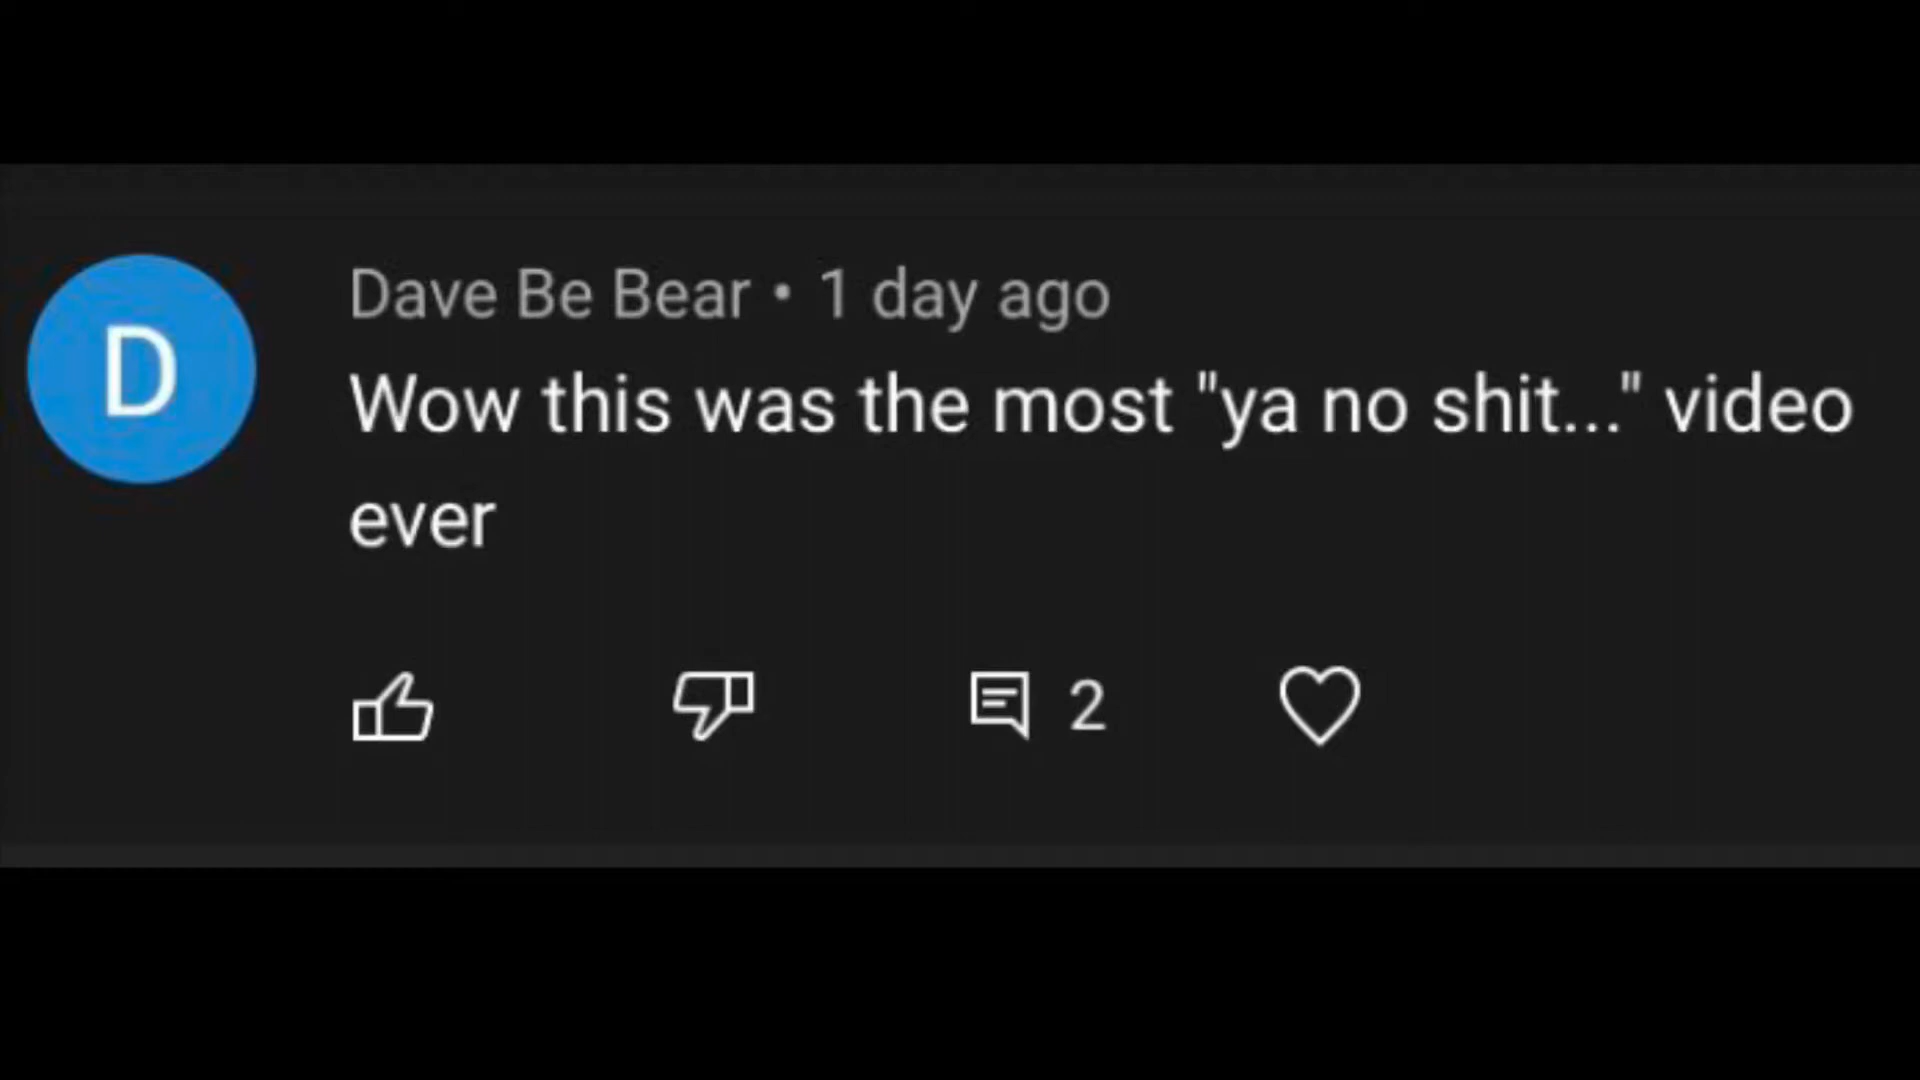 D
Dave Be Bear • 1 day ago
Wow this was the most "ya no shit..." video
ever
2